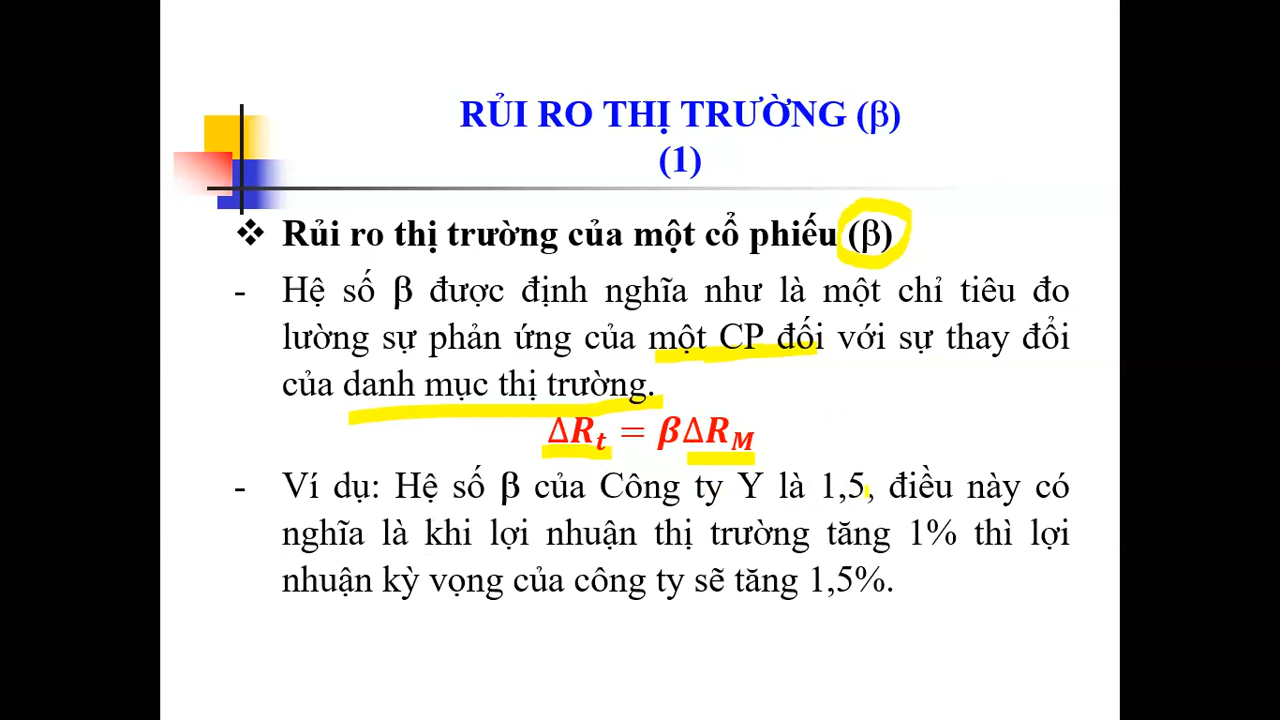 RỦI RO THỊ TRƯỜNG (β)
(1)
❖ Rủi ro thị trường của một cổ phiếu (β)
- Hệ số β được định nghĩa như là một chỉ tiêu đo
lường sự phản ứng của một CP đối với sự thay đổi
của danh mục thị trường.
ΔRₜ = βΔR_M
- Ví dụ: Hệ số β của Công ty Y là 1,5, điều này có
nghĩa là khi lợi nhuận thị trường tăng 1% thì lợi
nhuận kỳ vọng của công ty sẽ tăng 1,5%.